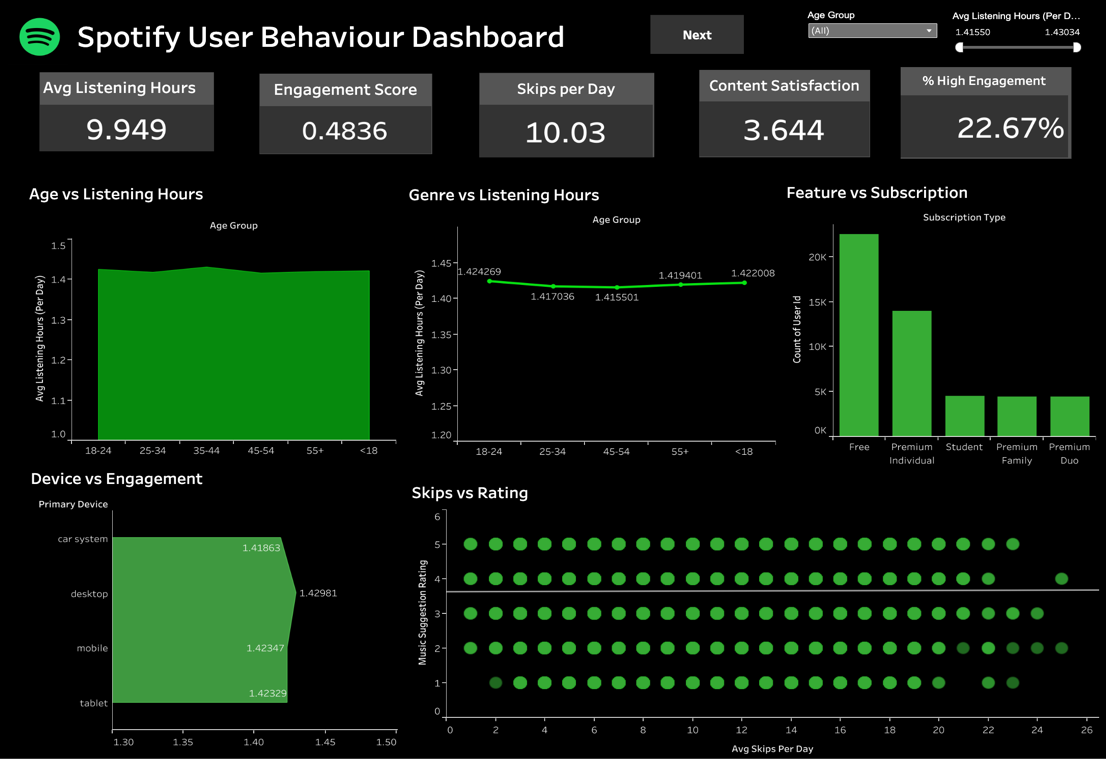 Spotify User Behaviour Dashboard
Next
Age Group
(All)
Avg Listening Hours (Per D...
1.41550 1.43034
Avg Listening Hours
9.949
Engagement Score
0.4836
Skips per Day
10.03
Content Satisfaction
3.644
% High Engagement
22.67%
Age vs Listening Hours
Age Group
Avg Listening Hours (Per Day)
1.5
1.4
1.3
1.2
1.1
1.0
18-24 25-34 35-44 45-54 55+ <18
Genre vs Listening Hours
Age Group
Avg Listening Hours (Per Day)
1.45
1.40
1.35
1.30
1.25
1.20
1.424269
1.417036
1.415501
1.419401
1.422008
18-24 25-34 45-54 55+ <18
Feature vs Subscription
Subscription Type
Count of User Id
20K
15K
10K
5K
0K
Free Premium Student Premium Premium
Individual Family Duo
Device vs Engagement
Primary Device
car system
desktop
mobile
tablet
1.41863
1.42981
1.42347
1.42329
1.30 1.35 1.40 1.45 1.50
Skips vs Rating
Music Suggestion Rating
6
5
4
3
2
1
0
0 2 4 6 8 10 12 14 16 18 20 22 24 26
Avg Skips Per Day